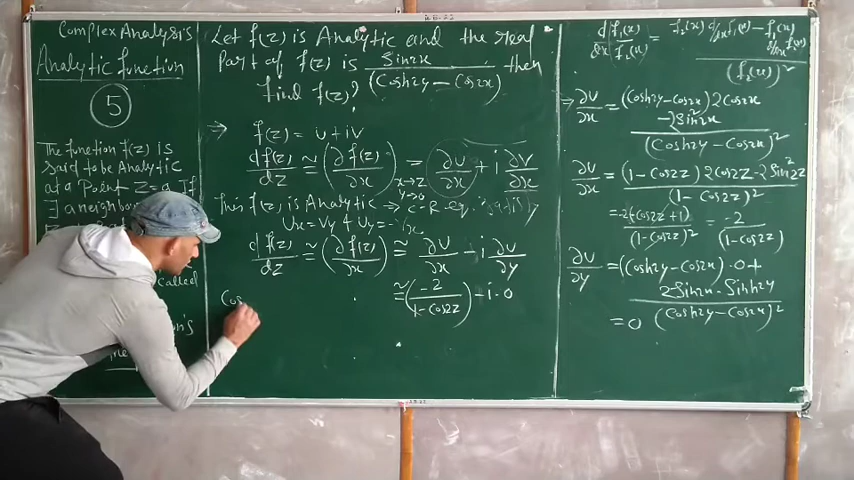 Complex Analysis
Analytic function
5
The function f(z) is
said to be Analytic
at a Point Z=a if
∃ a neighbou
called
n's
Let f(z) is Analytic and the real
Part of f(z) is Sin2x/(Cosh2y - Cos2x) then
find f(z)?
⇒ f(z) = U + iV
df(z)/dz ≅ (∂f(z)/∂x) x→z y→0 = ∂U/∂x + i ∂V/∂x
Thus f(z) is Analytic → C-R-eq. satisfy
Ux = Vy & Uy = -Vx
df(z)/dz ≅ (∂f(z)/∂x) ≅ ∂U/∂x - i ∂U/∂y
≅ (-2/(1-Cos2z)) - i·0
Cos
d/dx f1(x)/f2(x) = f2(x) d/dx f1(x) - f1(x) d/dx f2(x) / (f2(x))²
⇒ ∂U/∂x = (Cosh2y - Cos2x) 2Cos2x - 2Sin²2x / (Cosh2y - Cos2x)²
∂U/∂x = (1 - Cos2z) 2Cos2z - 2Sin²2z / (1 - Cos2z)²
= -2(Cos2z + 1)/(1-Cos2z)² = -2/(1-Cos2z)
∂U/∂y = (Cosh2y - Cos2x)·0 + 2Sin2x·Sinh2y / (Cosh2y - Cos2x)²
= 0